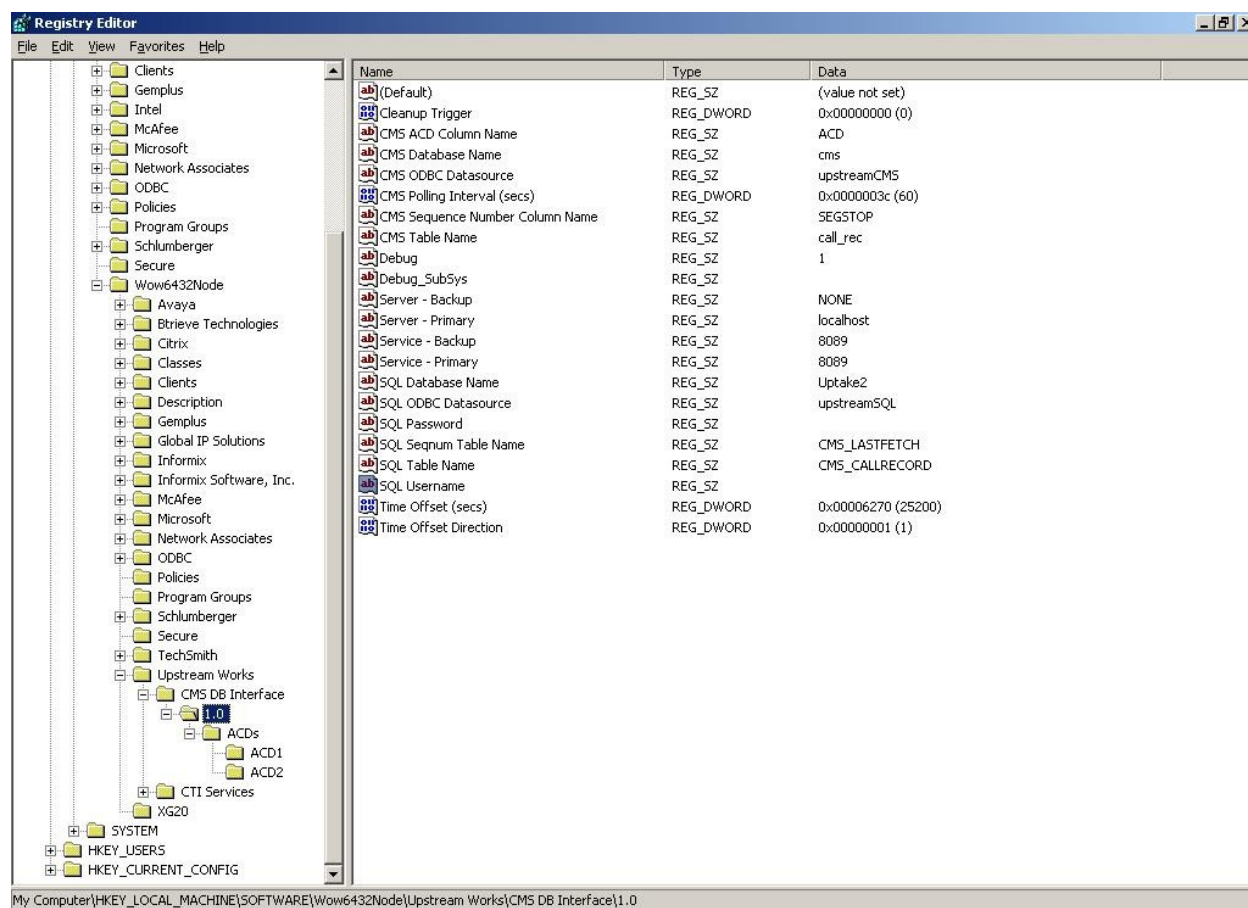 Registry Editor
File Edit View Favorites Help
Clients
Gemplus
Intel
McAfee
Microsoft
Network Associates
ODBC
Policies
Program Groups
Schlumberger
Secure
Wow6432Node
Avaya
Btrieve Technologies
Citrix
Classes
Clients
Description
Gemplus
Global IP Solutions
Informix
Informix Software, Inc.
McAfee
Microsoft
Network Associates
ODBC
Policies
Program Groups
Schlumberger
Secure
TechSmith
Upstream Works
CMS DB Interface
1.0
ACDs
ACD1
ACD2
CTI Services
XG20
SYSTEM
HKEY_USERS
HKEY_CURRENT_CONFIG
Name Type Data
(Default) REG_SZ (value not set)
Cleanup Trigger REG_DWORD 0x00000000 (0)
CMS ACD Column Name REG_SZ ACD
CMS Database Name REG_SZ cms
CMS ODBC Datasource REG_SZ upstreamCMS
CMS Polling Interval (secs) REG_DWORD 0x0000003c (60)
CMS Sequence Number Column Name REG_SZ SEGSTOP
CMS Table Name REG_SZ call_rec
Debug REG_SZ 1
Debug_SubSys REG_SZ
Server - Backup REG_SZ NONE
Server - Primary REG_SZ localhost
Service - Backup REG_SZ 8089
Service - Primary REG_SZ 8089
SQL Database Name REG_SZ Uptake2
SQL ODBC Datasource REG_SZ upstreamSQL
SQL Password REG_SZ
SQL Seqnum Table Name REG_SZ CMS_LASTFETCH
SQL Table Name REG_SZ CMS_CALLRECORD
SQL Username REG_SZ
Time Offset (secs) REG_DWORD 0x00006270 (25200)
Time Offset Direction REG_DWORD 0x00000001 (1)
My Computer\HKEY_LOCAL_MACHINE\SOFTWARE\Wow6432Node\Upstream Works\CMS DB Interface\1.0